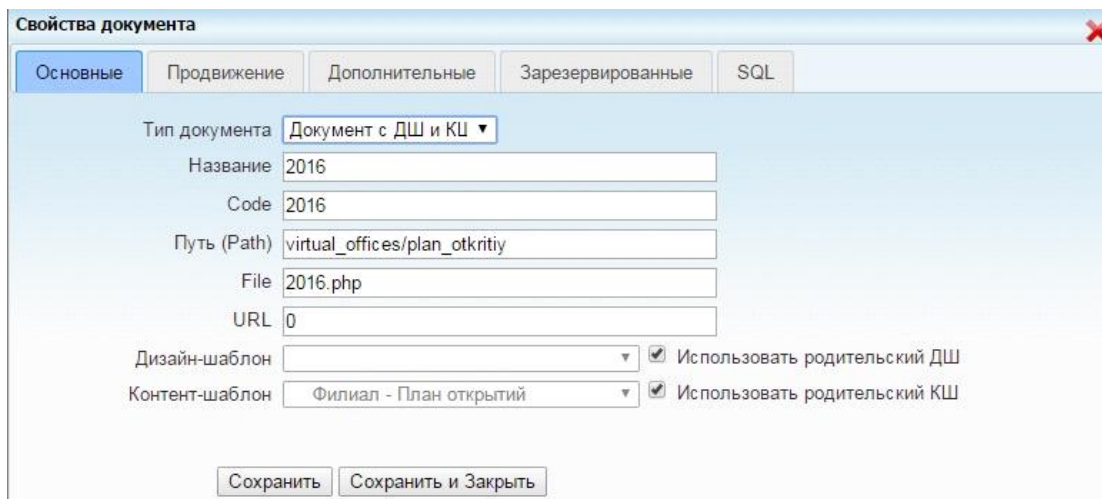 Свойства документа
Основные Продвижение Дополнительные Зарезервированные SQL
Тип документа Документ с ДШ и КЦ
Название 2016
Code 2016
Путь (Path) virtual_offices/plan_otkritiy
File 2016.php
URL 0
Дизайн-шаблон Использовать родительский ДШ
Контент-шаблон Филиал - План открытий Использовать родительский КШ
Сохранить Сохранить и Закрыть